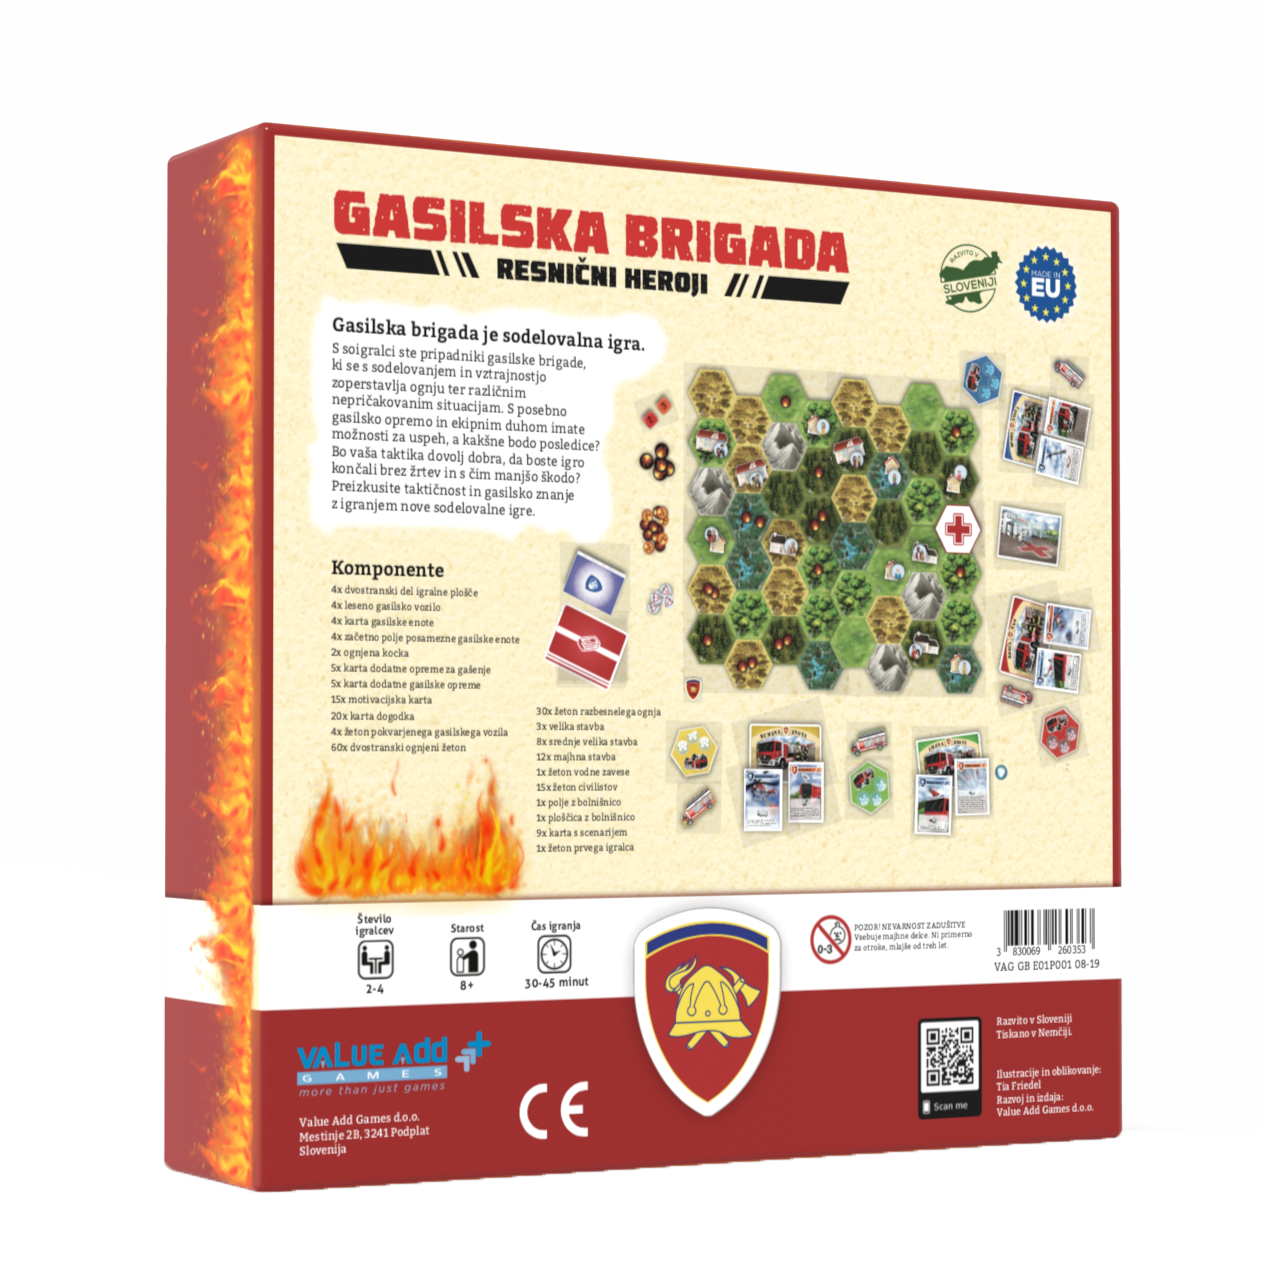 GASILSKA BRIGADA
RESNIČNI HEROJI
RAZVITO V
SLOVENIJI
MADE IN
EU
Gasilska brigada je sodelovalna igra.
S soigralci ste pripadniki gasilske brigade,
ki se s sodelovanjem in vztrajnostjo
zoperstavlja ognju ter različnim
nepričakovanim situacijam. S posebno
gasilsko opremo in ekipnim duhom imate
možnosti za uspeh, a kakšne bodo posledice?
Bo vaša taktika dovolj dobra, da boste igro
končali brez žrtev in s čim manjšo škodo?
Preizkusite taktičnost in gasilsko znanje
z igranjem nove sodelovalne igre.
Komponente
4x dvostranski del igralne plošče
4x leseno gasilsko vozilo
4x karta gasilske enote
4x začetno polje posamezne gasilske enote
2x ognjena kocka
5x karta dodatne opreme za gašenje
5x karta dodatne gasilske opreme
15x motivacijska karta
20x karta dogodka
4x žeton pokvarjenega gasilskega vozila
60x dvostranski ognjeni žeton
30x žeton razbesnelega ognja
3x velika stavba
8x srednje velika stavba
12x majhna stavba
1x žeton vodne zavese
15x žeton civilistov
1x polje z bolnišnico
1x ploščica z bolnišnico
9x karta s scenarijem
1x žeton prvega igralca
RUMENA ENOTA
ZELENA ENOTA
Število
igralcev
2-4
Starost
8+
Čas igranja
30-45 minut
0-3
POZOR! NEVARNOST ZADUŠITVE
Vsebuje majhne delce. Ni primerno
za otroke, mlajše od treh let.
3 830069 260353
VAG GB E01P001 08-19
VALUE ADD
GAMES
more than just games
Value Add Games d.o.o.
Mestinje 2B, 3241 Podplat
Slovenija
CE
Scan me
Razvito v Sloveniji
Tiskano v Nemčiji.
Ilustracije in oblikovanje:
Tia Friedel
Razvoj in izdaja:
Value Add Games d.o.o.